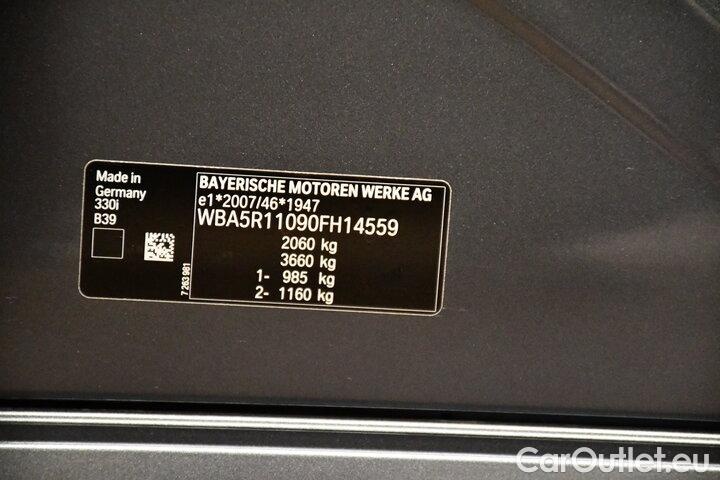 Made in
Germany
330i
B39
7 263 981
BAYERISCHE MOTOREN WERKE AG
e1*2007/46*1947
WBA5R11090FH14559
2060 kg
3660 kg
1- 985 kg
2- 1160 kg
CarOutlet.eu